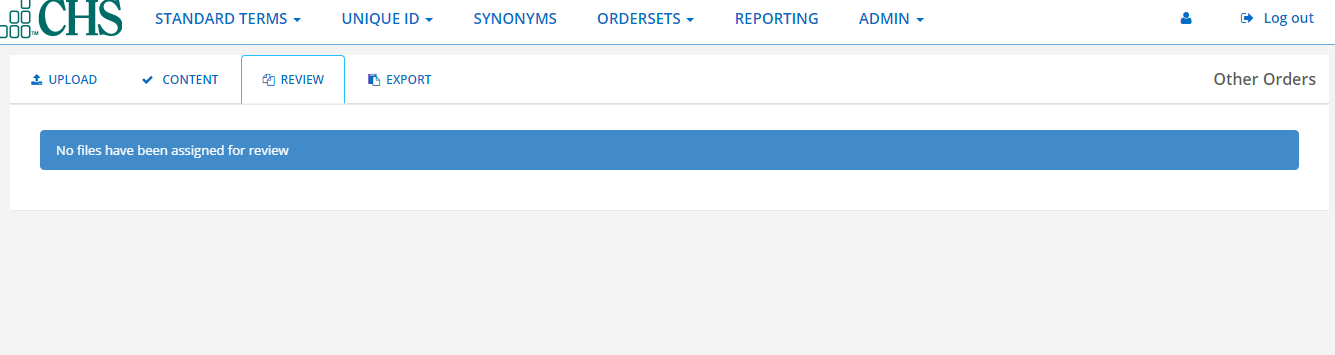 CHS STANDARD TERMS UNIQUE ID SYNONYMS ORDERSETS REPORTING ADMIN Log out
UPLOAD CONTENT REVIEW EXPORT Other Orders
No files have been assigned for review